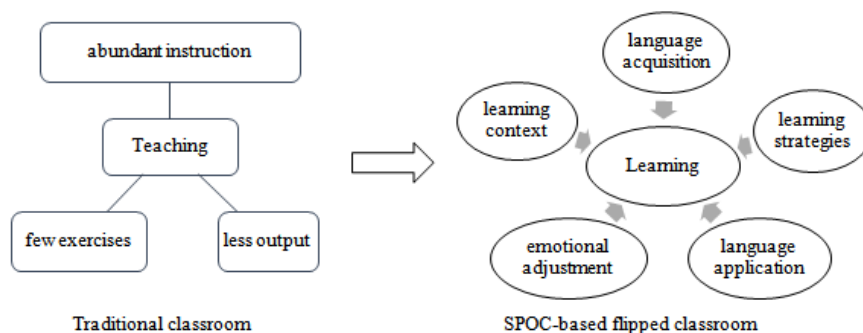 abundant instruction
Teaching
few exercises
less output
Traditional classroom
language
acquisition
learning
context
learning
strategies
Learning
emotional
adjustment
language
application
SPOC-based flipped classroom